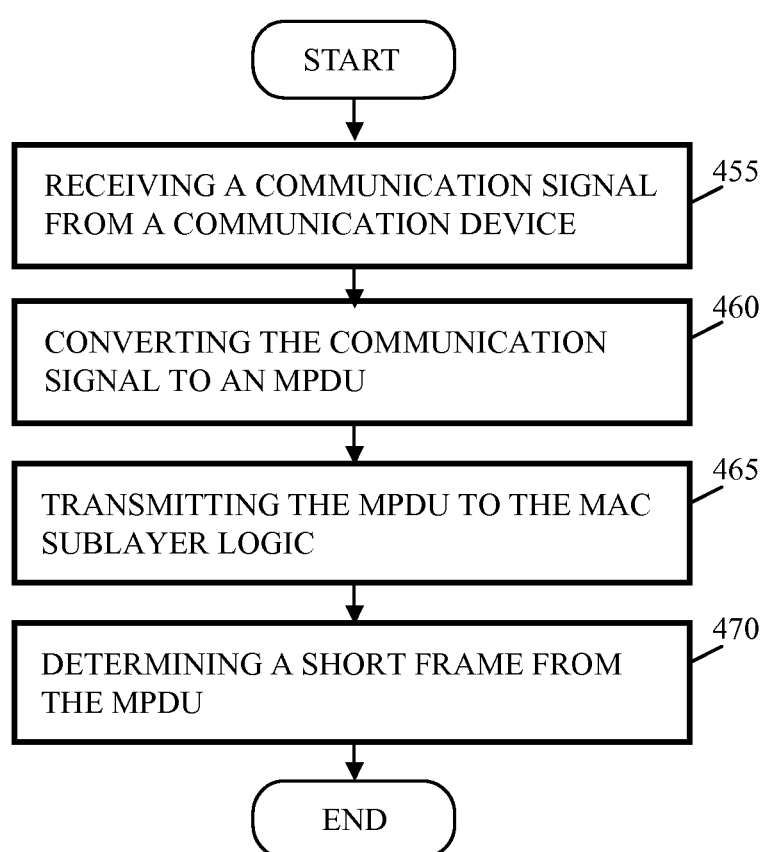 START
RECEIVING A COMMUNICATION SIGNAL
FROM A COMMUNICATION DEVICE
455
CONVERTING THE COMMUNICATION
SIGNAL TO AN MPDU
460
TRANSMITTING THE MPDU TO THE MAC
SUBLAYER LOGIC
465
DETERMINING A SHORT FRAME FROM
THE MPDU
470
END